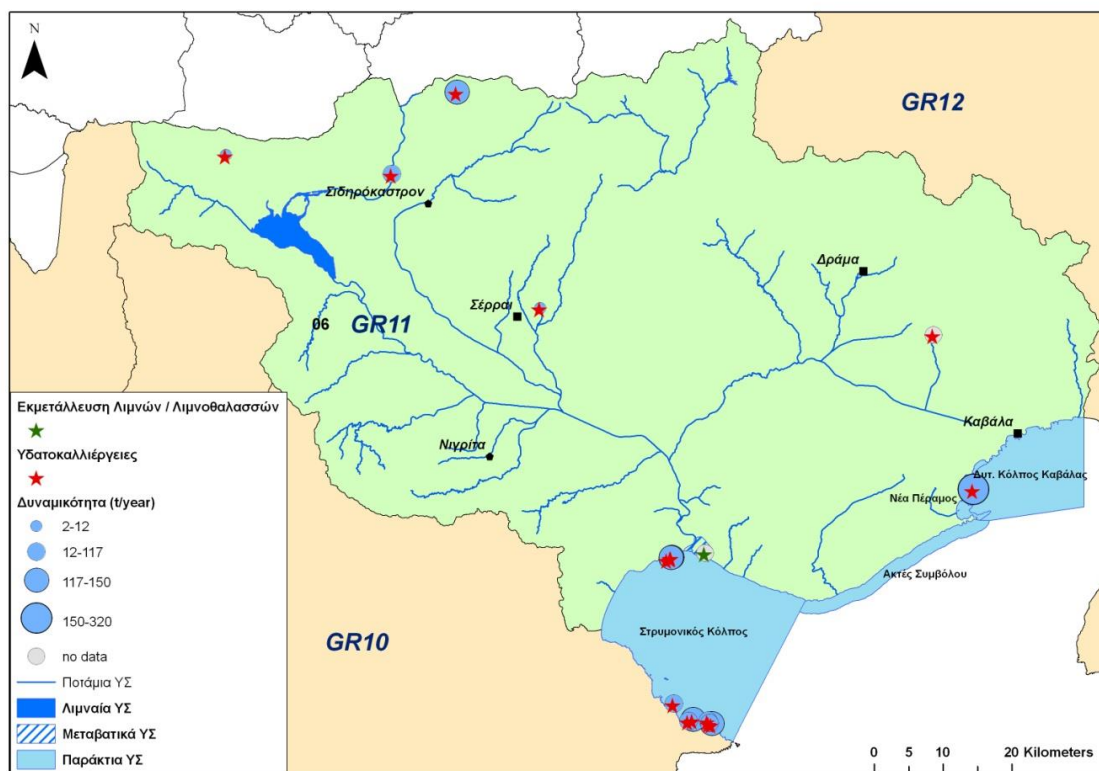 N
GR12
Σιδηρόκαστρον
Δράμα
Σέρραι
06
GR11
Καβάλα
Νιγρίτα
Δυτ. Κόλπος Καβάλας
Νέα Πέραμος
Ακτές Συμβόλου
Στρυμονικός Κόλπος
GR10
Εκμετάλλευση Λιμνών / Λιμνοθαλασσών
Υδατοκαλλιέργειες
Δυναμικότητα (t/year)
2-12
12-117
117-150
150-320
no data
Ποτάμια ΥΣ
Λιμναία ΥΣ
Μεταβατικά ΥΣ
Παράκτια ΥΣ
0 5 10 20 Kilometers